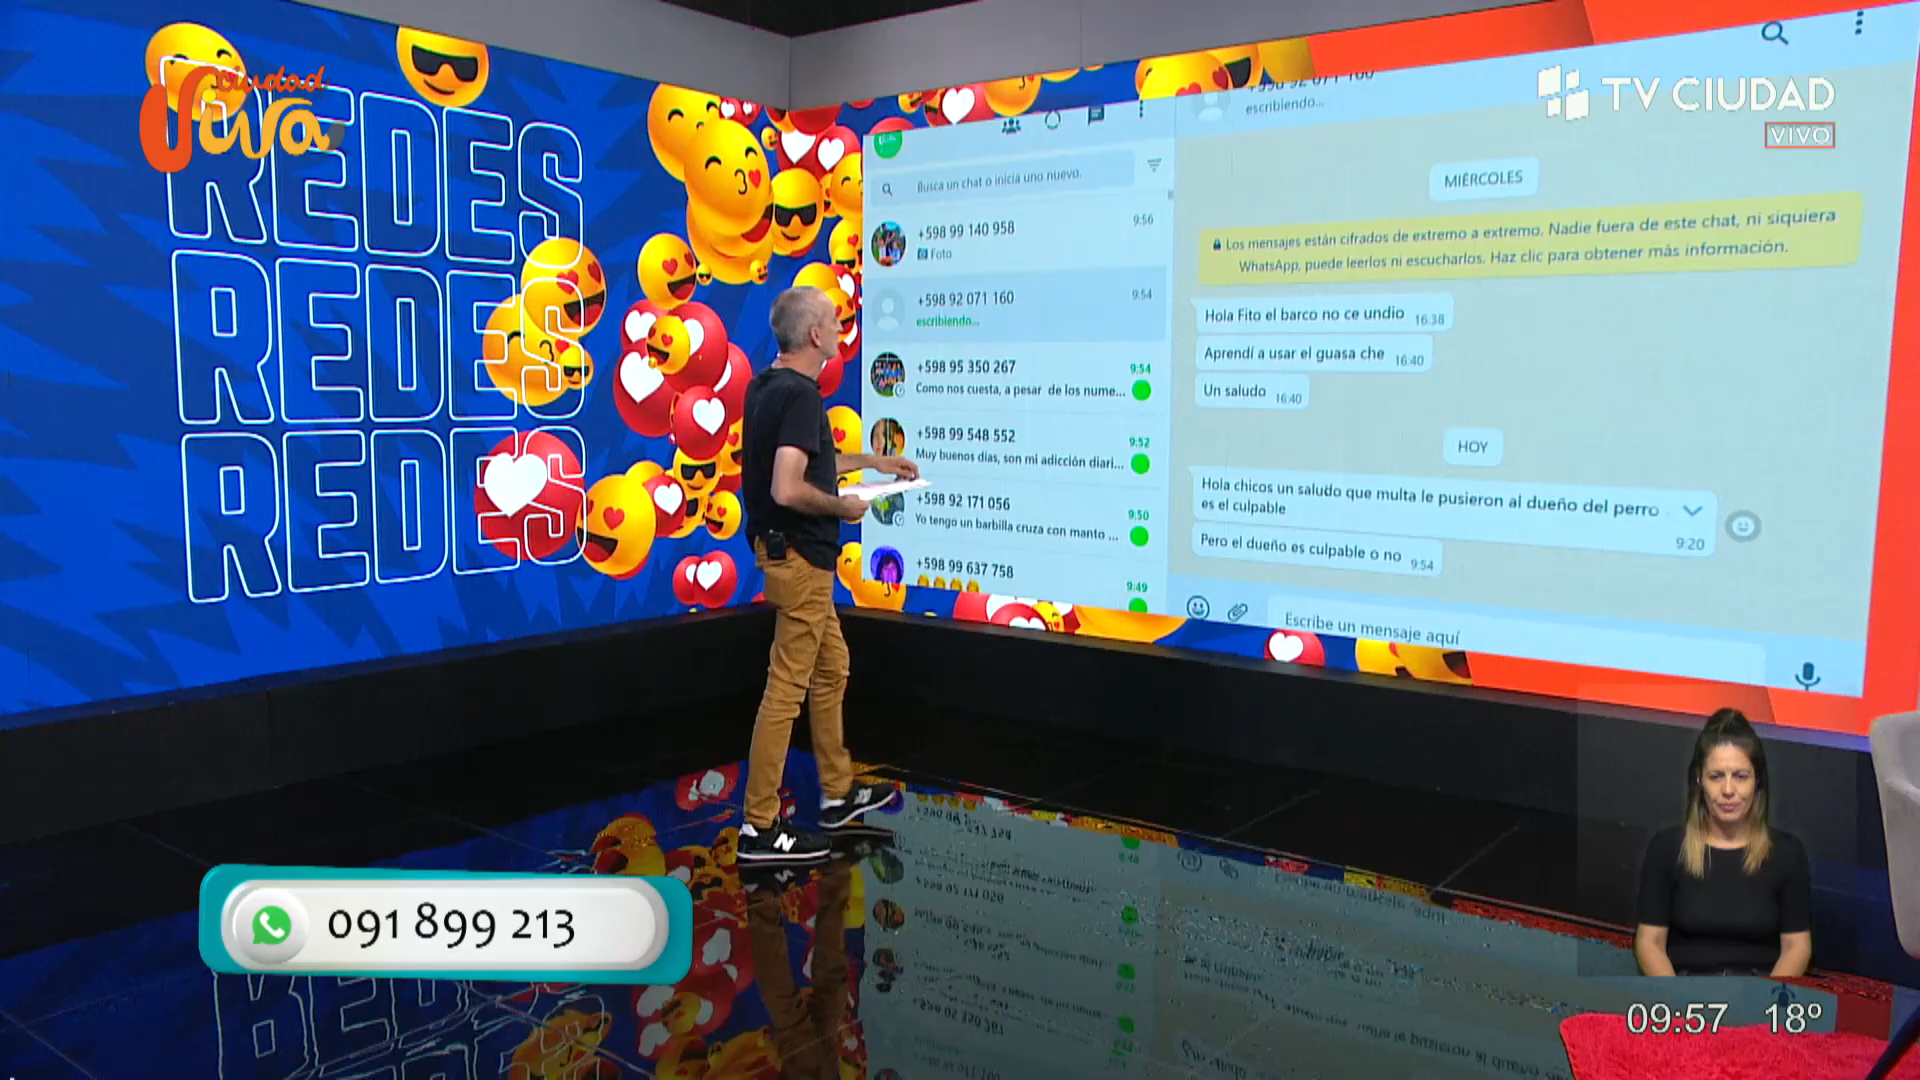 ciudad
viva
REDES
REDES
REDES
TV CIUDAD
VIVO
Busca un chat o inicia uno nuevo.
+598 99 140 958
9:56
Foto
+598 92 071 160
9:54
escribiendo...
+598 95 350 267
9:54
Como nos cuesta, a pesar de los nume...
+598 99 548 552
9:52
Muy buenos días, son mi adicción diari...
+598 92 171 056
9:50
Yo tengo un barbilla cruza con manto ...
+598 99 637 758
9:49
+598 92 071 160
escribiendo...
MIÉRCOLES
Los mensajes están cifrados de extremo a extremo. Nadie fuera de este chat, ni siquiera
WhatsApp, puede leerlos ni escucharlos. Haz clic para obtener más información.
Hola Fito el barco no ce undio 16:38
Aprendí a usar el guasa che 16:40
Un saludo 16:40
HOY
Hola chicos un saludo que multa le pusieron al dueño del perro
es el culpable
9:20
Pero el dueño es culpable o no 9:54
Escribe un mensaje aquí
N
091 899 213
09:57 18º